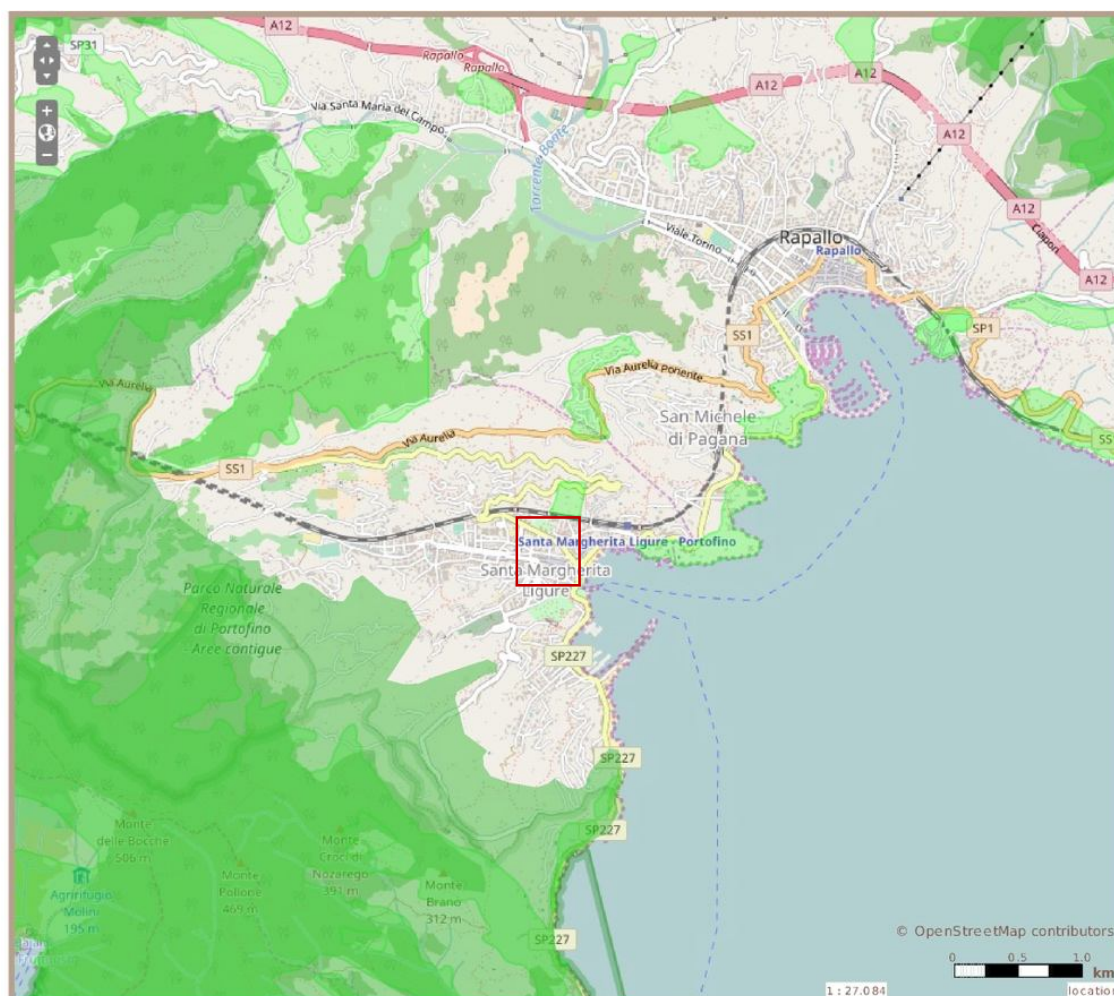 A12
SP31
Rapallo
Rapallo
A12
A12
Via Santa Maria del Campo
A12
Torrente Boate
A12
Viale Torino
Rapallo
Rapallo
Ciapon
A12
SS1
SP1
Via Aurelia
Via Aurelia Ponente
San Michele
di Pagana
Via Aurelia
SS1
SS
Santa Margherita Ligure - Portofino
Santa Margherita
Ligure
Parco Naturale
Regionale
di Portofino
- Aree contigue
SP227
SP227
SP227
Monte
delle Bocche
506 m
Monte
Croci di
Nozarego
391 m
Monte
Pollone
469 m
Monte
Brano
312 m
Agririfugio
Molini
195 m
SP227
© OpenStreetMap contributors
0 0.5 1.0
km
1 : 27.084
location